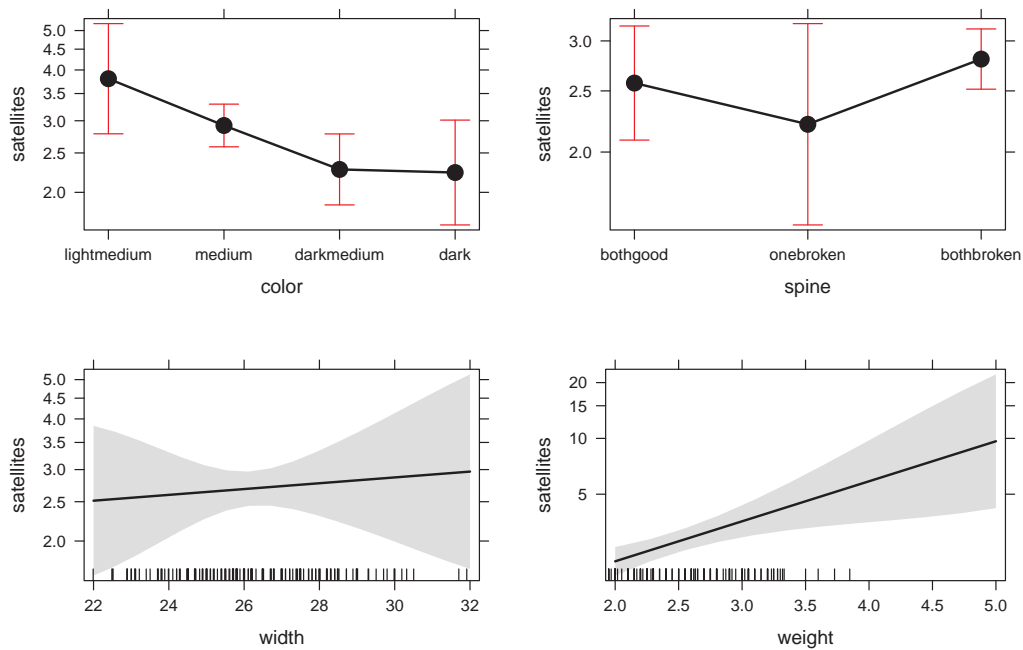 satellites
5.0
4.5
4.0
3.5
3.0
2.5
2.0
lightmedium medium darkmedium dark
color
satellites
3.0
2.5
2.0
bothgood onebroken bothbroken
spine
satellites
5.0
4.5
4.0
3.5
3.0
2.5
2.0
22 24 26 28 30 32
width
satellites
20
15
10
5
2.0 2.5 3.0 3.5 4.0 4.5 5.0
weight